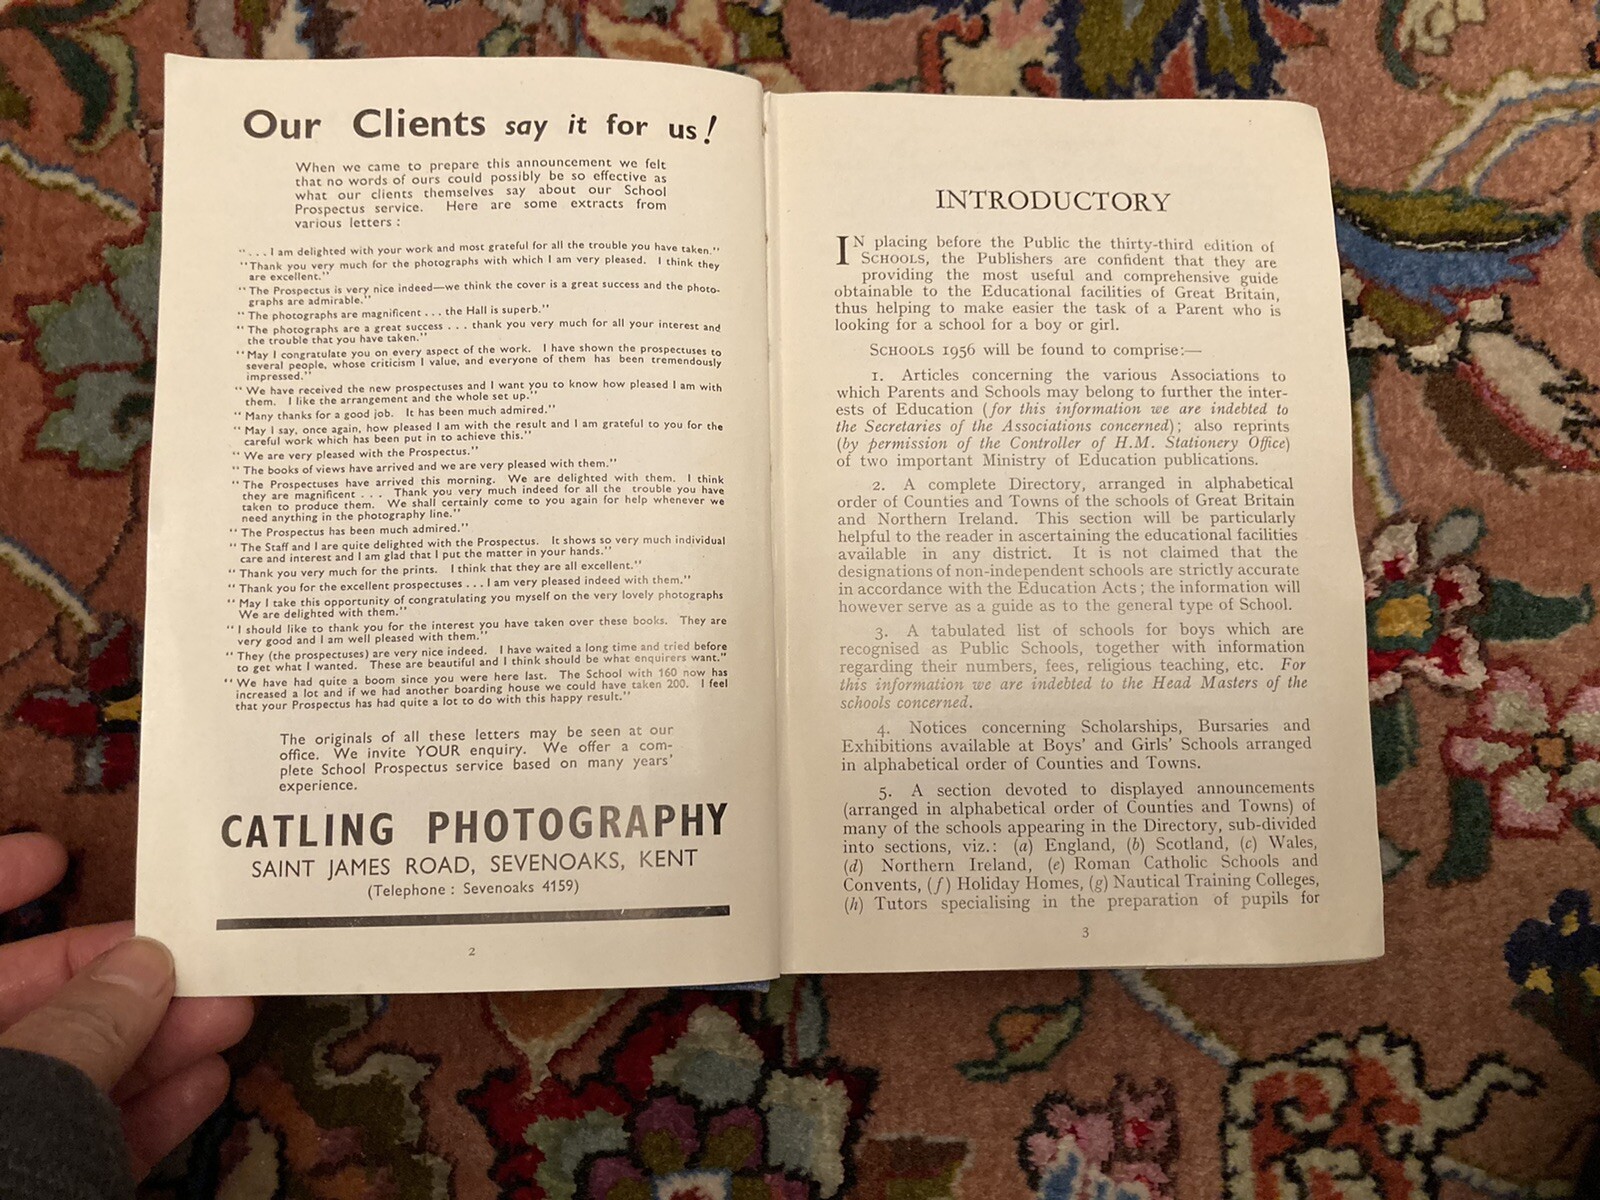 Our Clients say it for us!
When we came to prepare this announcement we felt
that no words of ours could possibly be so effective as
what our clients themselves say about our School
Prospectus service. Here are some extracts from
various letters :
". . . I am delighted with your work and most grateful for all the trouble you have taken."
"Thank you very much for the photographs with which I am very pleased. I think they
are excellent."
"The Prospectus is very nice indeed—we think the cover is a great success and the photo-
graphs are admirable."
"The photographs are magnificent . . . the Hall is superb."
"The photographs are a great success . . . thank you very much for all your interest and
the trouble that you have taken."
"May I congratulate you on every aspect of the work. I have shown the prospectuses to
several people, whose criticism I value, and everyone of them has been tremendously
impressed."
"We have received the new prospectuses and I want you to know how pleased I am with
them. I like the arrangement and the whole set up."
"Many thanks for a good job. It has been much admired."
"May I say, once again, how pleased I am with the result and I am grateful to you for the
careful work which has been put in to achieve this."
"We are very pleased with the Prospectus."
"The books of views have arrived and we are very pleased with them."
"The Prospectuses have arrived this morning. We are delighted with them. I think
they are magnificent . . . Thank you very much indeed for all the trouble you have
taken to produce them. We shall certainly come to you again for help whenever we
need anything in the photography line."
"The Prospectus has been much admired."
"The Staff and I are quite delighted with the Prospectus. It shows so very much individual
care and interest and I am glad that I put the matter in your hands."
"Thank you very much for the prints. I think that they are all excellent."
"Thank you for the excellent prospectuses . . . I am very pleased indeed with them."
"May I take this opportunity of congratulating you myself on the very lovely photographs
We are delighted with them."
"I should like to thank you for the interest you have taken over these books. They are
very good and I am well pleased with them."
"They (the prospectuses) are very nice indeed. I have waited a long time and tried before
to get what I wanted. These are beautiful and I think should be what enquirers want."
"We have had quite a boom since you were here last. The School with 160 now has
increased a lot and if we had another boarding house we could have taken 200. I feel
that your Prospectus has had quite a lot to do with this happy result."
The originals of all these letters may be seen at our
office. We invite YOUR enquiry. We offer a com-
plete School Prospectus service based on many years'
experience.
CATLING PHOTOGRAPHY
SAINT JAMES ROAD, SEVENOAKS, KENT
(Telephone : Sevenoaks 4159)
2
INTRODUCTORY
IN placing before the Public the thirty-third edition of
SCHOOLS, the Publishers are confident that they are
providing the most useful and comprehensive guide
obtainable to the Educational facilities of Great Britain,
thus helping to make easier the task of a Parent who is
looking for a school for a boy or girl.
SCHOOLS 1956 will be found to comprise:—
1. Articles concerning the various Associations to
which Parents and Schools may belong to further the inter-
ests of Education (for this information we are indebted to
the Secretaries of the Associations concerned); also reprints
(by permission of the Controller of H.M. Stationery Office)
of two important Ministry of Education publications.
2. A complete Directory, arranged in alphabetical
order of Counties and Towns of the schools of Great Britain
and Northern Ireland. This section will be particularly
helpful to the reader in ascertaining the educational facilities
available in any district. It is not claimed that the
designations of non-independent schools are strictly accurate
in accordance with the Education Acts ; the information will
however serve as a guide as to the general type of School.
3. A tabulated list of schools for boys which are
recognised as Public Schools, together with information
regarding their numbers, fees, religious teaching, etc. For
this information we are indebted to the Head Masters of the
schools concerned.
4. Notices concerning Scholarships, Bursaries and
Exhibitions available at Boys' and Girls' Schools arranged
in alphabetical order of Counties and Towns.
5. A section devoted to displayed announcements
(arranged in alphabetical order of Counties and Towns) of
many of the schools appearing in the Directory, sub-divided
into sections, viz.: (a) England, (b) Scotland, (c) Wales,
(d) Northern Ireland, (e) Roman Catholic Schools and
Convents, (f) Holiday Homes, (g) Nautical Training Colleges,
(h) Tutors specialising in the preparation of pupils for
3